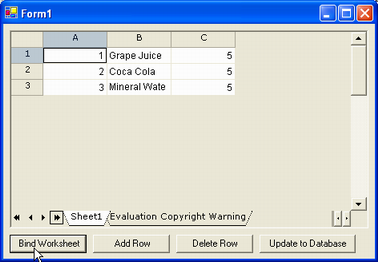 Form1
A B C
1 1 Grape Juice 5
2 2 Coca Cola 5
3 3 Mineral Wate 5
Sheet1 Evaluation Copyright Warning
Bind Worksheet Add Row Delete Row Update to Database